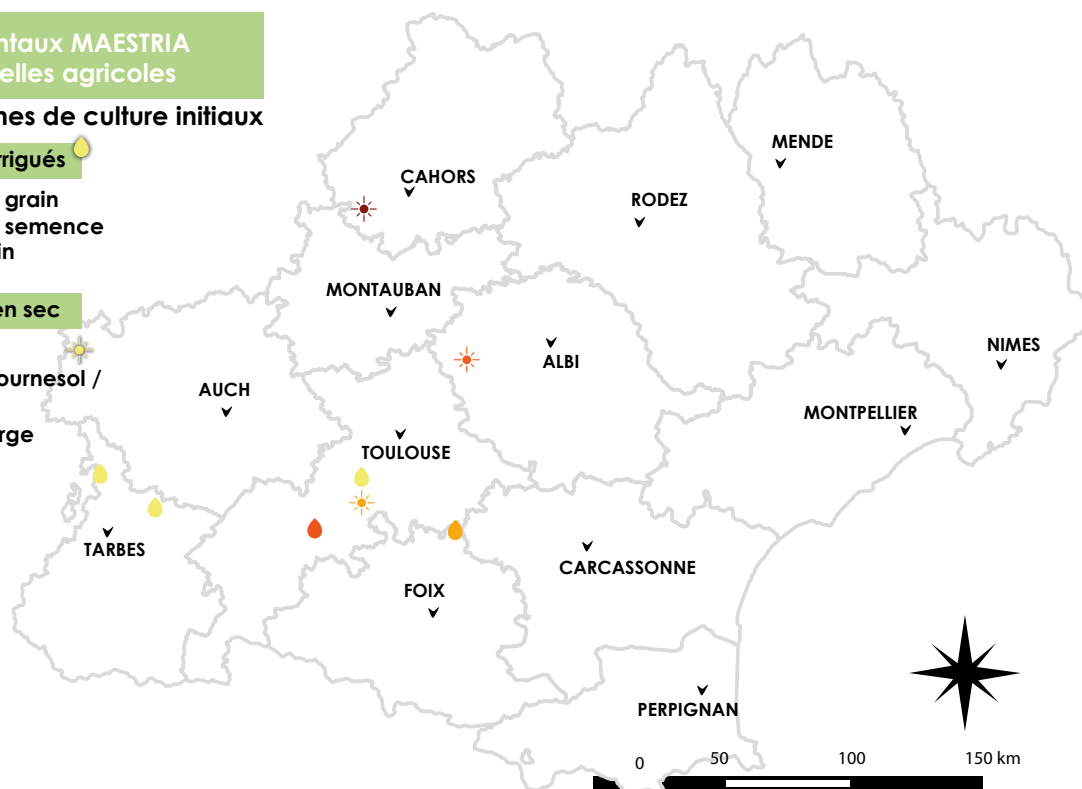 ntaux MAESTRIA
elles agricoles
nes de culture initiaux
rrigués
grain
semence
in
en sec
ournesol /
rge
CAHORS
MENDE
RODEZ
MONTAUBAN
ALBI
NIMES
AUCH
MONTPELLIER
TOULOUSE
TARBES
CARCASSONNE
FOIX
PERPIGNAN
0 50 100 150 km